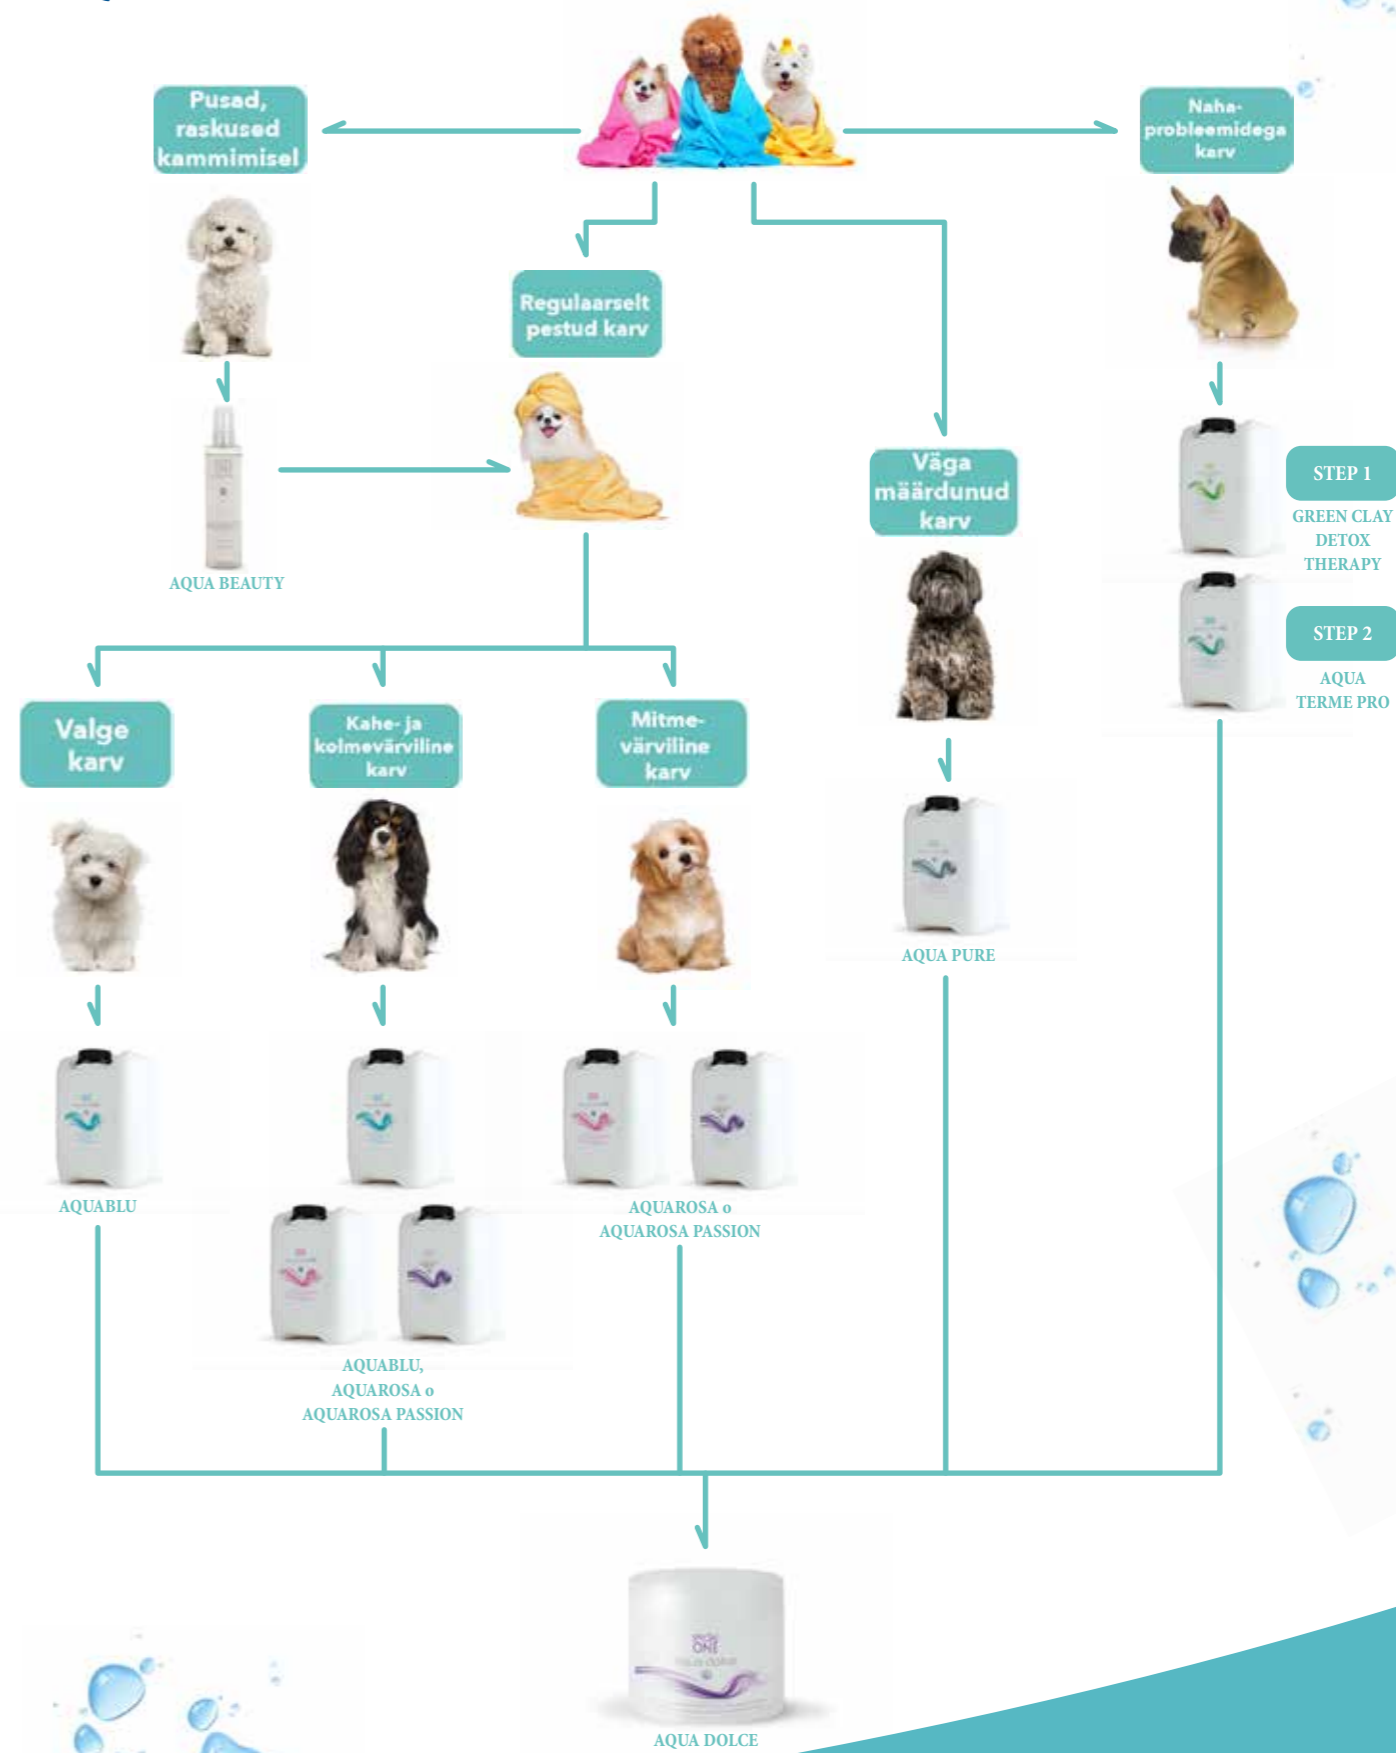 Pusad,
raskused
kammimisel
Naha-
probleemidega
karv
Regulaarselt
pestud karv
Väga
määrdunud
karv
STEP 1
GREEN CLAY
DETOX
THERAPY
STEP 2
AQUA
TERME PRO
AQUA BEAUTY
Valge
karv
Kahe- ja
kolmevärviline
karv
Mitme-
värviline
karv
AQUA PURE
AQUABLU
AQUAROSA o
AQUAROSA PASSION
AQUABLU,
AQUAROSA o
AQUAROSA PASSION
ONE
AQUA DOLCE